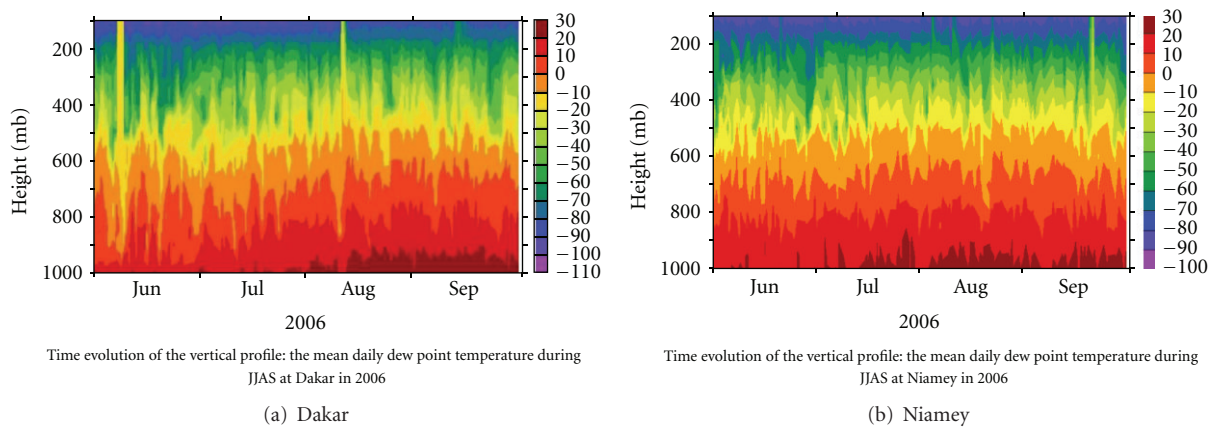 Height (mb)
200
400
600
800
1000
Jun
Jul
Aug
Sep
2006
30
20
10
0
−10
−20
−30
−40
−50
−60
−70
−80
−90
−100
−110
Time evolution of the vertical profile: the mean daily dew point temperature during
JJAS at Dakar in 2006
(a) Dakar
Height (mb)
200
400
600
800
1000
Jun
Jul
Aug
Sep
2006
30
20
10
0
−10
−20
−30
−40
−50
−60
−70
−80
−90
−100
Time evolution of the vertical profile: the mean daily dew point temperature during
JJAS at Niamey in 2006
(b) Niamey